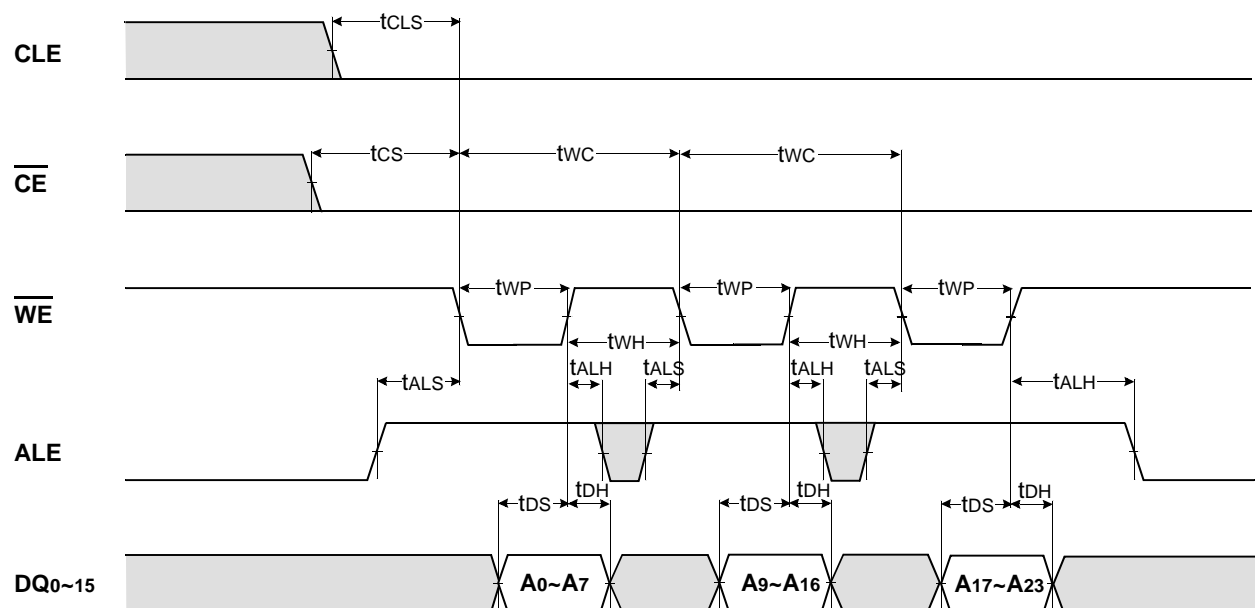 tCLS
CLE
tCS tWC tWC
CE
tWP tWP tWP
WE
tWH tWH
tALS tALH tALS tALH tALS tALH
ALE
tDS tDH tDS tDH tDS tDH
DQ0~15 A0~A7 A9~A16 A17~A23